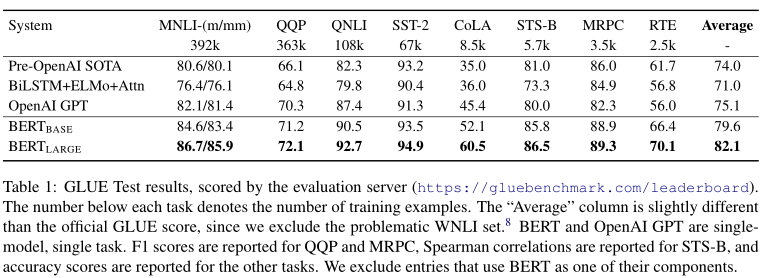 System MNLI-(m/mm) QQP QNLI SST-2 CoLA STS-B MRPC RTE Average
392k 363k 108k 67k 8.5k 5.7k 3.5k 2.5k -
Pre-OpenAI SOTA 80.6/80.1 66.1 82.3 93.2 35.0 81.0 86.0 61.7 74.0
BiLSTM+ELMo+Attn 76.4/76.1 64.8 79.8 90.4 36.0 73.3 84.9 56.8 71.0
OpenAI GPT 82.1/81.4 70.3 87.4 91.3 45.4 80.0 82.3 56.0 75.1
BERTBASE 84.6/83.4 71.2 90.5 93.5 52.1 85.8 88.9 66.4 79.6
BERTLARGE 86.7/85.9 72.1 92.7 94.9 60.5 86.5 89.3 70.1 82.1
Table 1: GLUE Test results, scored by the evaluation server (https://gluebenchmark.com/leaderboard).
The number below each task denotes the number of training examples. The “Average” column is slightly different
than the official GLUE score, since we exclude the problematic WNLI set.8 BERT and OpenAI GPT are single-
model, single task. F1 scores are reported for QQP and MRPC, Spearman correlations are reported for STS-B, and
accuracy scores are reported for the other tasks. We exclude entries that use BERT as one of their components.